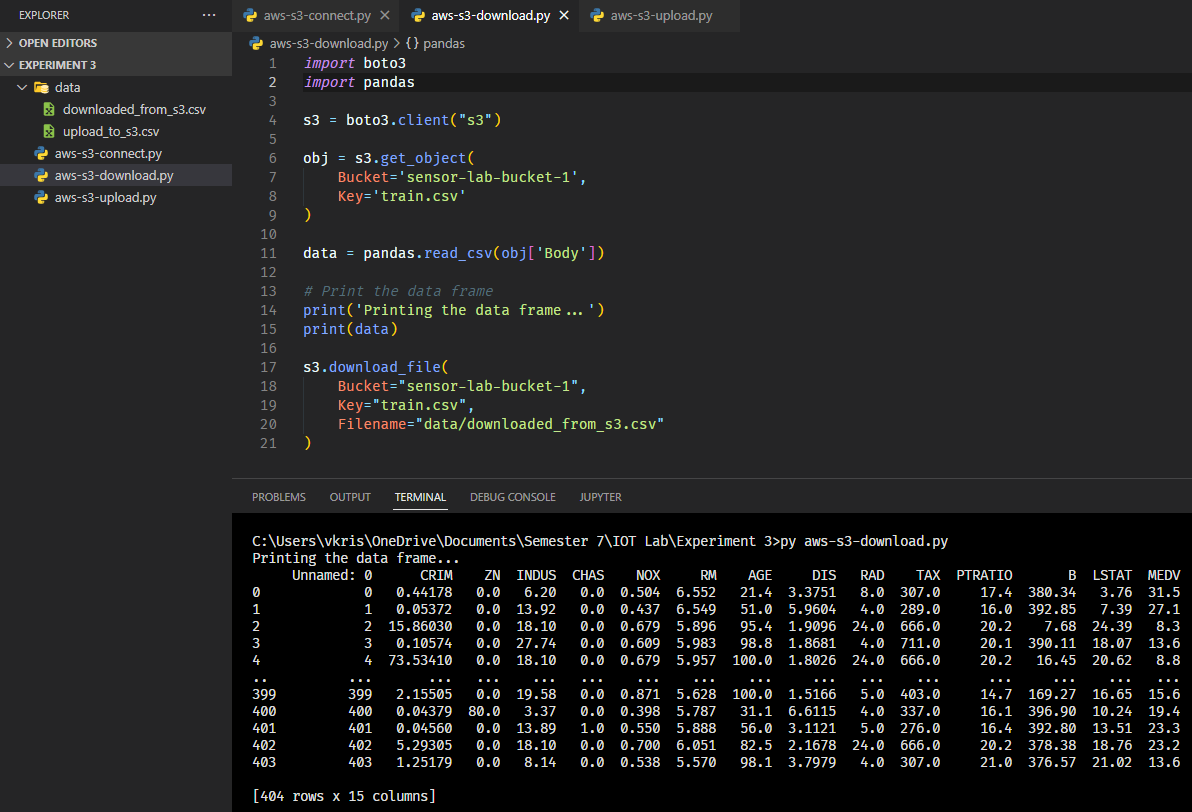 EXPLORER ...
OPEN EDITORS
EXPERIMENT 3
data
downloaded_from_s3.csv
upload_to_s3.csv
aws-s3-connect.py
aws-s3-download.py
aws-s3-upload.py
aws-s3-connect.py aws-s3-download.py aws-s3-upload.py
aws-s3-download.py > {} pandas
1 import boto3
2 import pandas
3
4 s3 = boto3.client("s3")
5
6 obj = s3.get_object(
7     Bucket='sensor-lab-bucket-1',
8     Key='train.csv'
9 )
10
11 data = pandas.read_csv(obj['Body'])
12
13 # Print the data frame
14 print('Printing the data frame...')
15 print(data)
16
17 s3.download_file(
18     Bucket="sensor-lab-bucket-1",
19     Key="train.csv",
20     Filename="data/downloaded_from_s3.csv"
21 )
PROBLEMS OUTPUT TERMINAL DEBUG CONSOLE JUPYTER
C:\Users\vkris\OneDrive\Documents\Semester 7\IOT Lab\Experiment 3>py aws-s3-download.py
Printing the data frame...
Unnamed: 0 CRIM ZN INDUS CHAS NOX RM AGE DIS RAD TAX PTRATIO B LSTAT MEDV
0 0 0.44178 0.0 6.20 0.0 0.504 6.552 21.4 3.3751 8.0 307.0 17.4 380.34 3.76 31.5
1 1 0.05372 0.0 13.92 0.0 0.437 6.549 51.0 5.9604 4.0 289.0 16.0 392.85 7.39 27.1
2 2 15.86030 0.0 18.10 0.0 0.679 5.896 95.4 1.9096 24.0 666.0 20.2 7.68 24.39 8.3
3 3 0.10574 0.0 27.74 0.0 0.609 5.983 98.8 1.8681 4.0 711.0 20.1 390.11 18.07 13.6
4 4 73.53410 0.0 18.10 0.0 0.679 5.957 100.0 1.8026 24.0 666.0 20.2 16.45 20.62 8.8
.. ... ... ... ... ... ... ... ... ... ... ... ... ... ... ...
399 399 2.15505 0.0 19.58 0.0 0.871 5.628 100.0 1.5166 5.0 403.0 14.7 169.27 16.65 15.6
400 400 0.04379 80.0 3.37 0.0 0.398 5.787 31.1 6.6115 4.0 337.0 16.1 396.90 10.24 19.4
401 401 0.04560 0.0 13.89 1.0 0.550 5.888 56.0 3.1121 5.0 276.0 16.4 392.80 13.51 23.3
402 402 5.29305 0.0 18.10 0.0 0.700 6.051 82.5 2.1678 24.0 666.0 20.2 378.38 18.76 23.2
403 403 1.25179 0.0 8.14 0.0 0.538 5.570 98.1 3.7979 4.0 307.0 21.0 376.57 21.02 13.6
[404 rows x 15 columns]